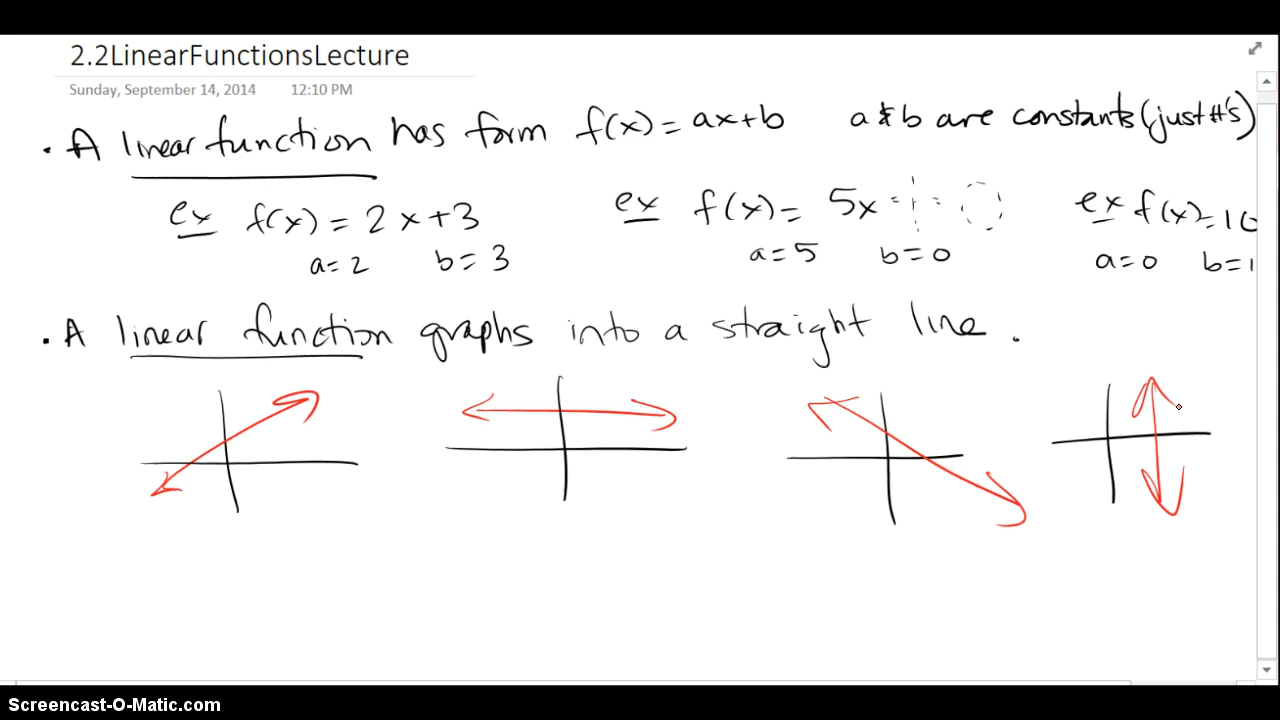 2.2LinearFunctionsLecture
Sunday, September 14, 2014 12:10 PM
• A linear function has form f(x) = ax+b a & b are constants (just #'s)
ex f(x) = 2x+3 ex f(x) = 5x + 0 ex f(x) = 10
a=2 b=3 a=5 b=0 a=0 b=1
• A linear function graphs into a straight line.
Screencast-O-Matic.com